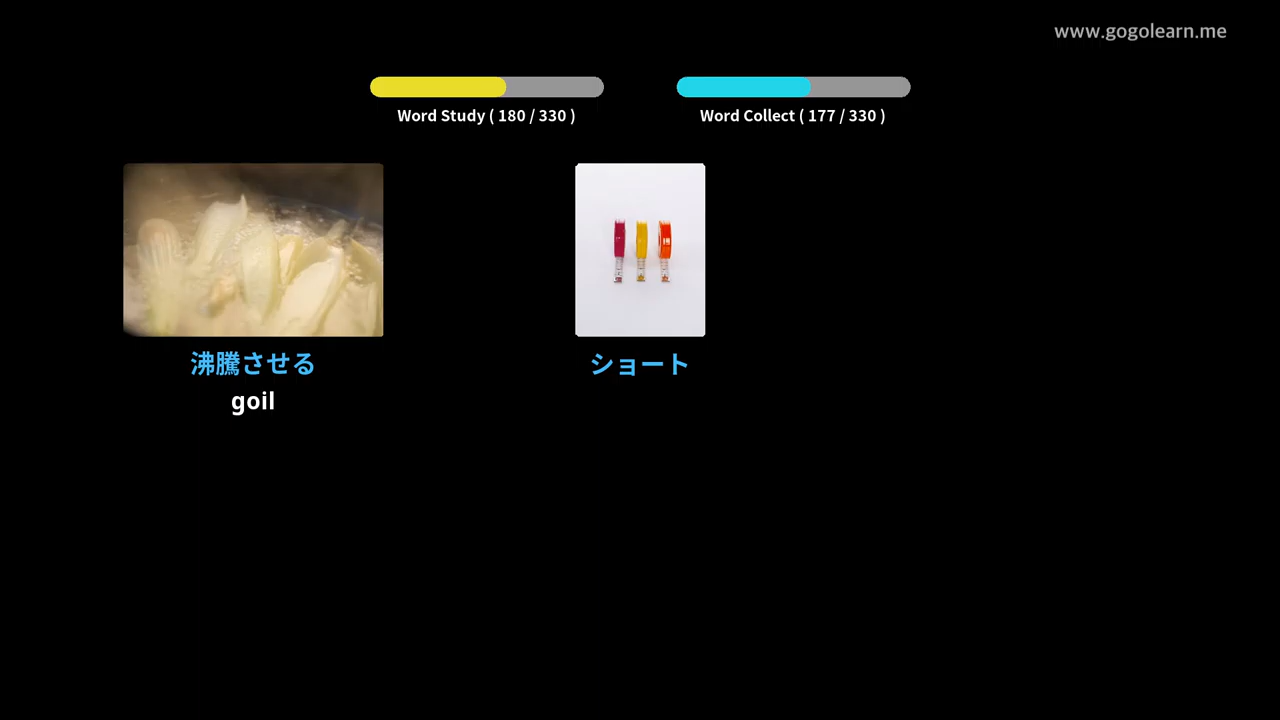 www.gogolearn.me
Word Study ( 180 / 330 )
Word Collect ( 177 / 330 )
沸騰させる
goil
ショート